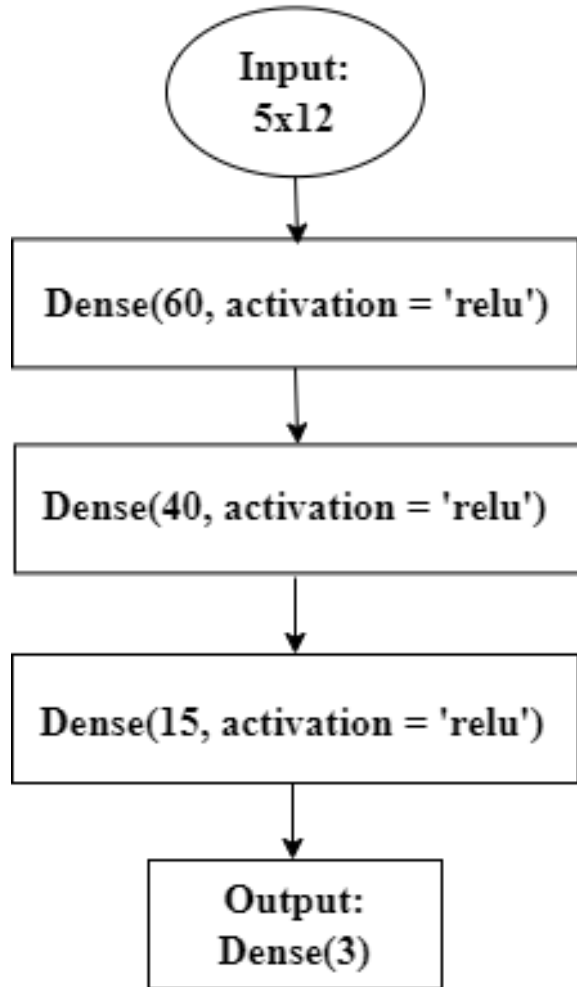 Input:
5x12
Dense(60, activation = 'relu')
Dense(40, activation = 'relu')
Dense(15, activation = 'relu')
Output:
Dense(3)